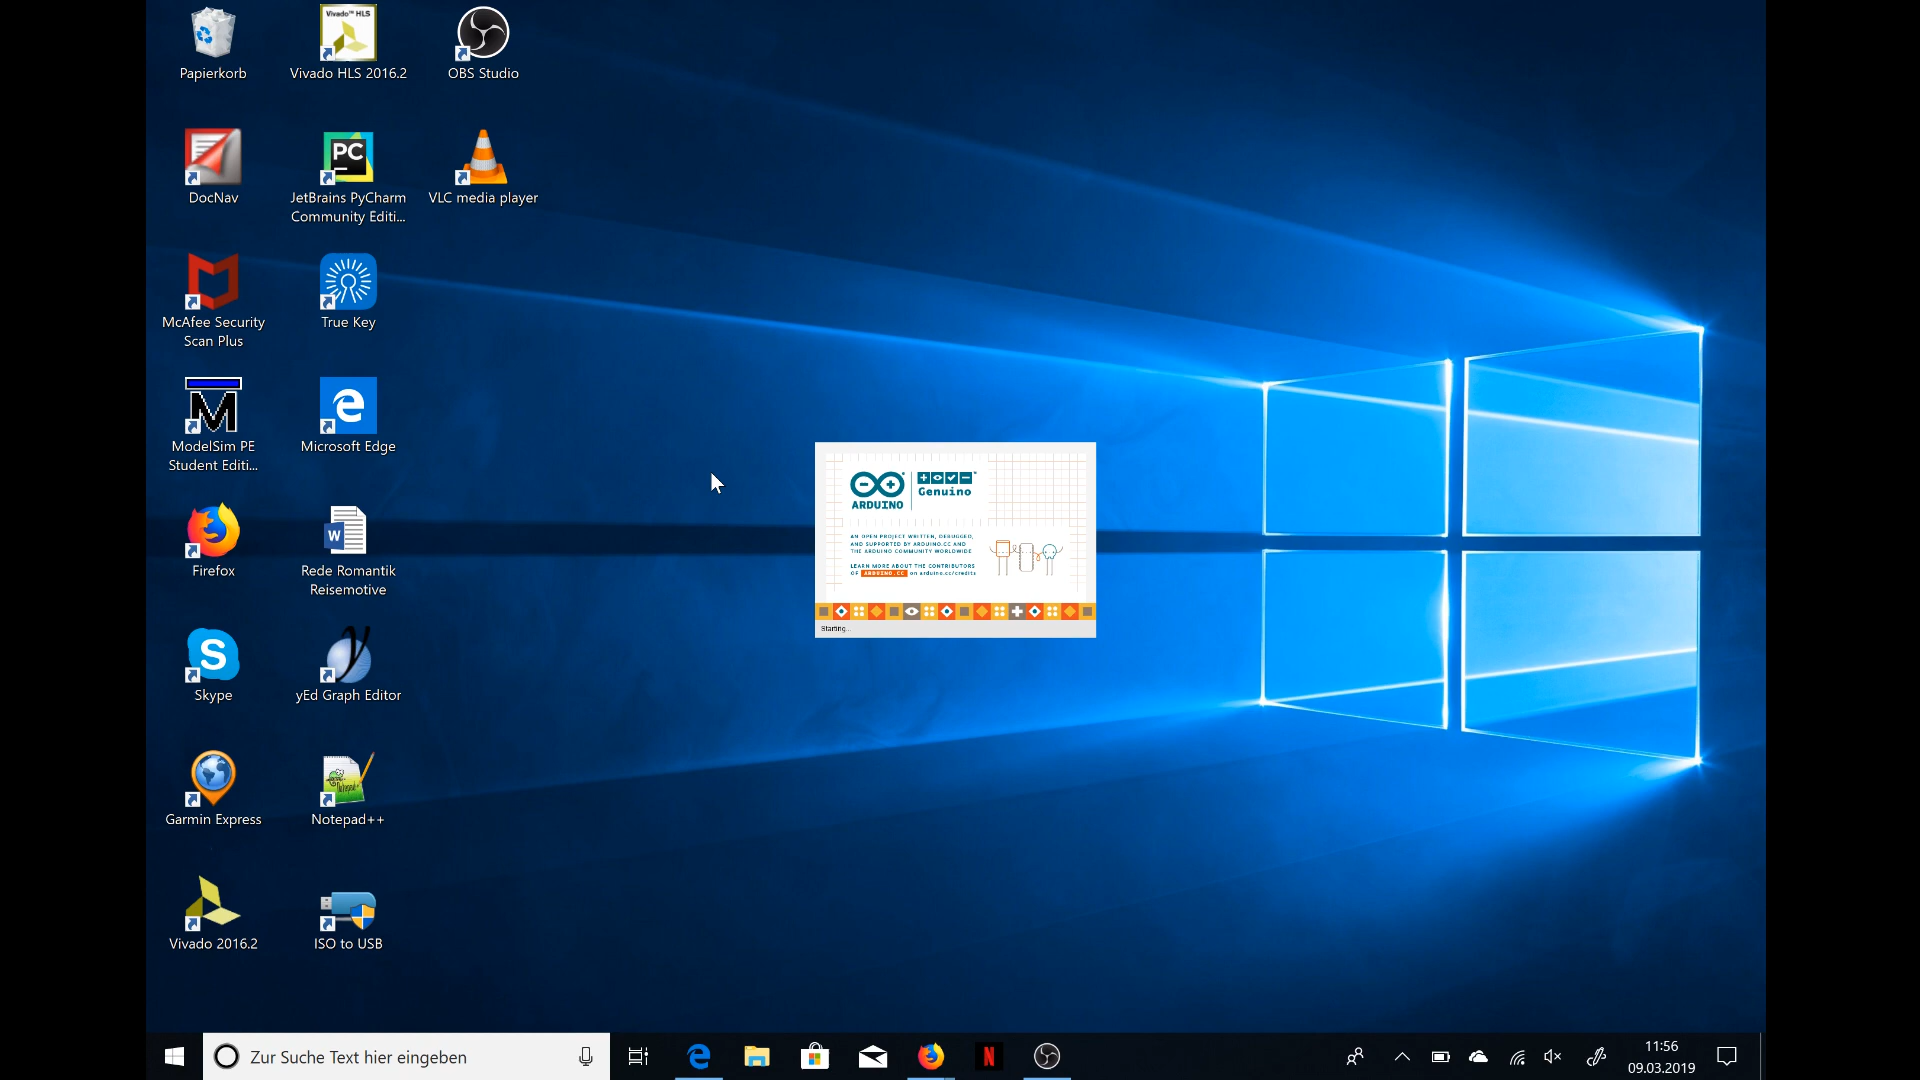 Vivado™ HLS
Papierkorb
Vivado HLS 2016.2
OBS Studio
PC
DocNav
JetBrains PyCharm
Community Editi...
VLC media player
McAfee Security
Scan Plus
True Key
M
ModelSim PE
Student Editi...
Microsoft Edge
ARDUINO
Genuino
AN OPEN PROJECT WRITTEN, DEBUGGED,
AND SUPPORTED BY ARDUINO.CC AND
THE ARDUINO COMMUNITY WORLDWIDE
LEARN MORE ABOUT THE CONTRIBUTORS
OF ARDUINO.CC on arduino.cc/credits
Starting...
Firefox
W
Rede Romantik
Reisemotive
S
Skype
yEd Graph Editor
Garmin Express
Notepad++
Vivado 2016.2
ISO to USB
Zur Suche Text hier eingeben
N
11:56
09.03.2019